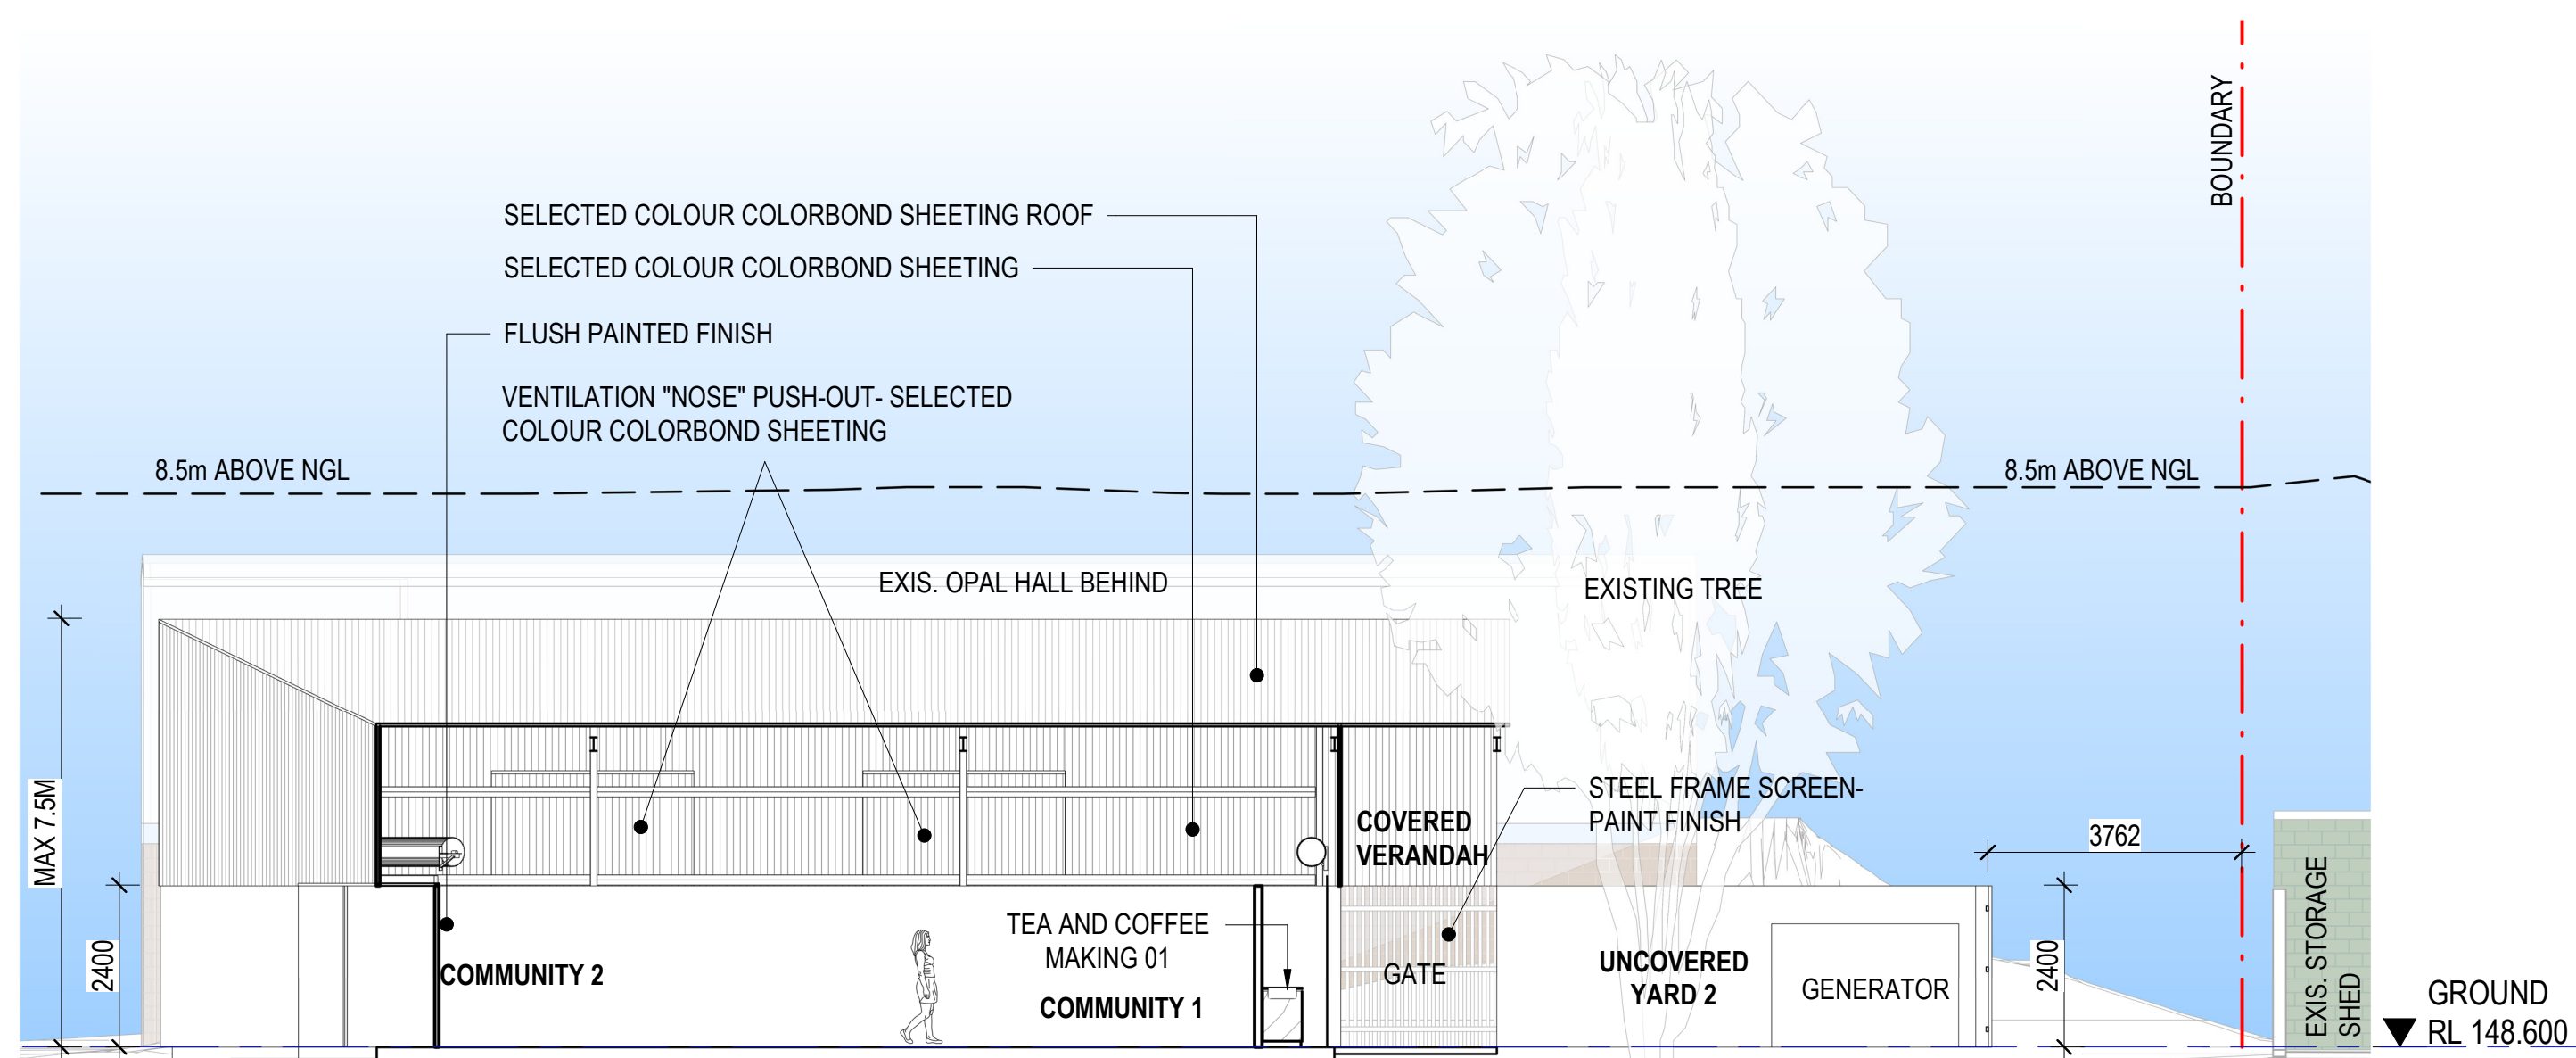 BOUNDARY
SELECTED COLOUR COLORBOND SHEETING ROOF
SELECTED COLOUR COLORBOND SHEETING
FLUSH PAINTED FINISH
VENTILATION "NOSE" PUSH-OUT- SELECTED
COLOUR COLORBOND SHEETING
8.5m ABOVE NGL
8.5m ABOVE NGL
EXIS. OPAL HALL BEHIND
EXISTING TREE
MAX 7.5M
2400
COVERED
VERANDAH
STEEL FRAME SCREEN-
PAINT FINISH
3762
TEA AND COFFEE
MAKING 01
COMMUNITY 2
COMMUNITY 1
GATE
UNCOVERED
YARD 2
GENERATOR
2400
EXIS. STORAGE
SHED
GROUND
RL 148.600